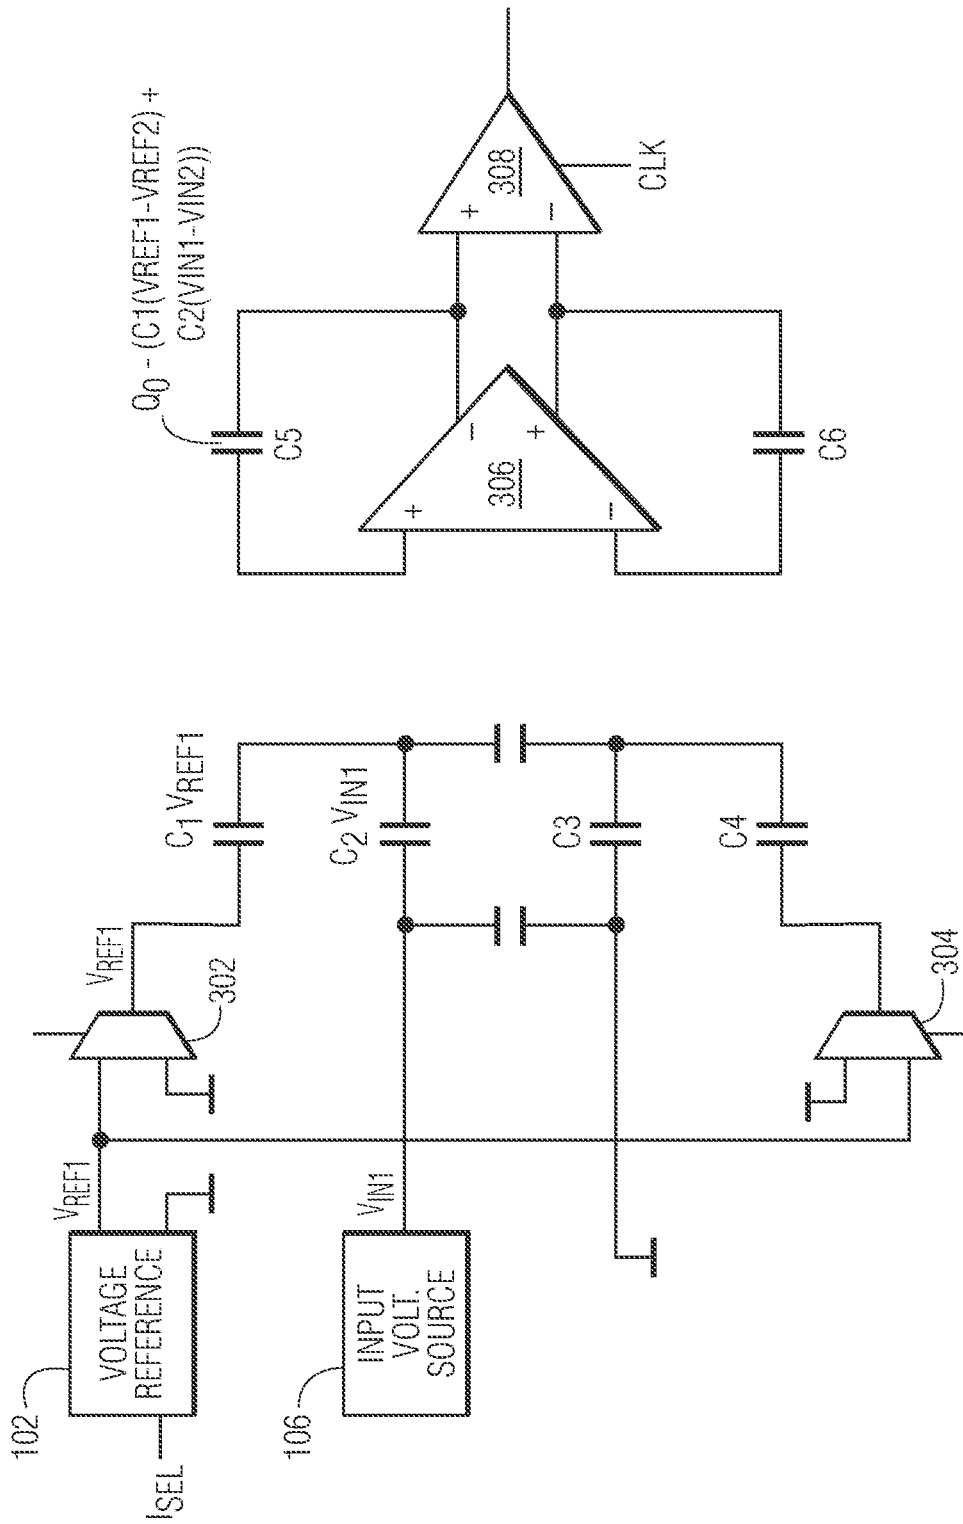 102
VOLTAGE
REFERENCE
ISEL
VREF1
VREF1
302
C1 VREF1
Q0 - (C1(VREF1-VREF2) +
C2(VIN1-VIN2))
C5
106
INPUT
VOLT.
SOURCE
VIN1
C2 VIN1
C3
C4
304
+
-
306
-
+
C6
+
-
308
CLK